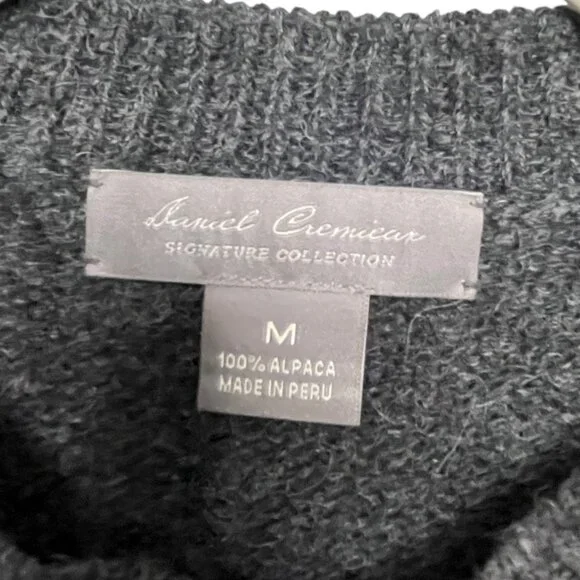 Daniel Cremieux
SIGNATURE COLLECTION
M
100% ALPACA
MADE IN PERU